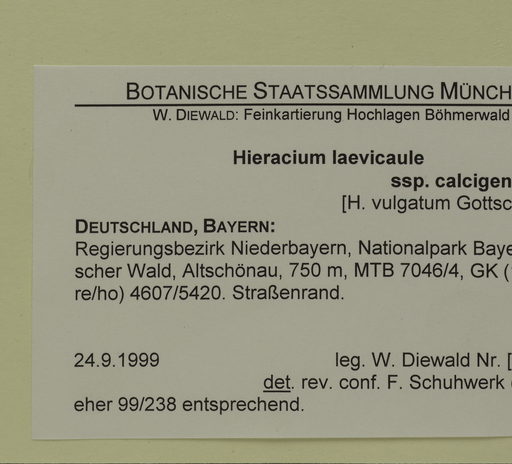 BOTANISCHE STAATSSAMMLUNG MÜNCH
W. DIEWALD: Feinkartierung Hochlagen Böhmerwald
Hieracium laevicaule
ssp. calcigen
[H. vulgatum Gottsc
DEUTSCHLAND, BAYERN:
Regierungsbezirk Niederbayern, Nationalpark Baye
scher Wald, Altschönau, 750 m, MTB 7046/4, GK (
re/ho) 4607/5420. Straßenrand.
24.9.1999 leg. W. Diewald Nr. [
det. rev. conf. F. Schuhwerk
eher 99/238 entsprechend.